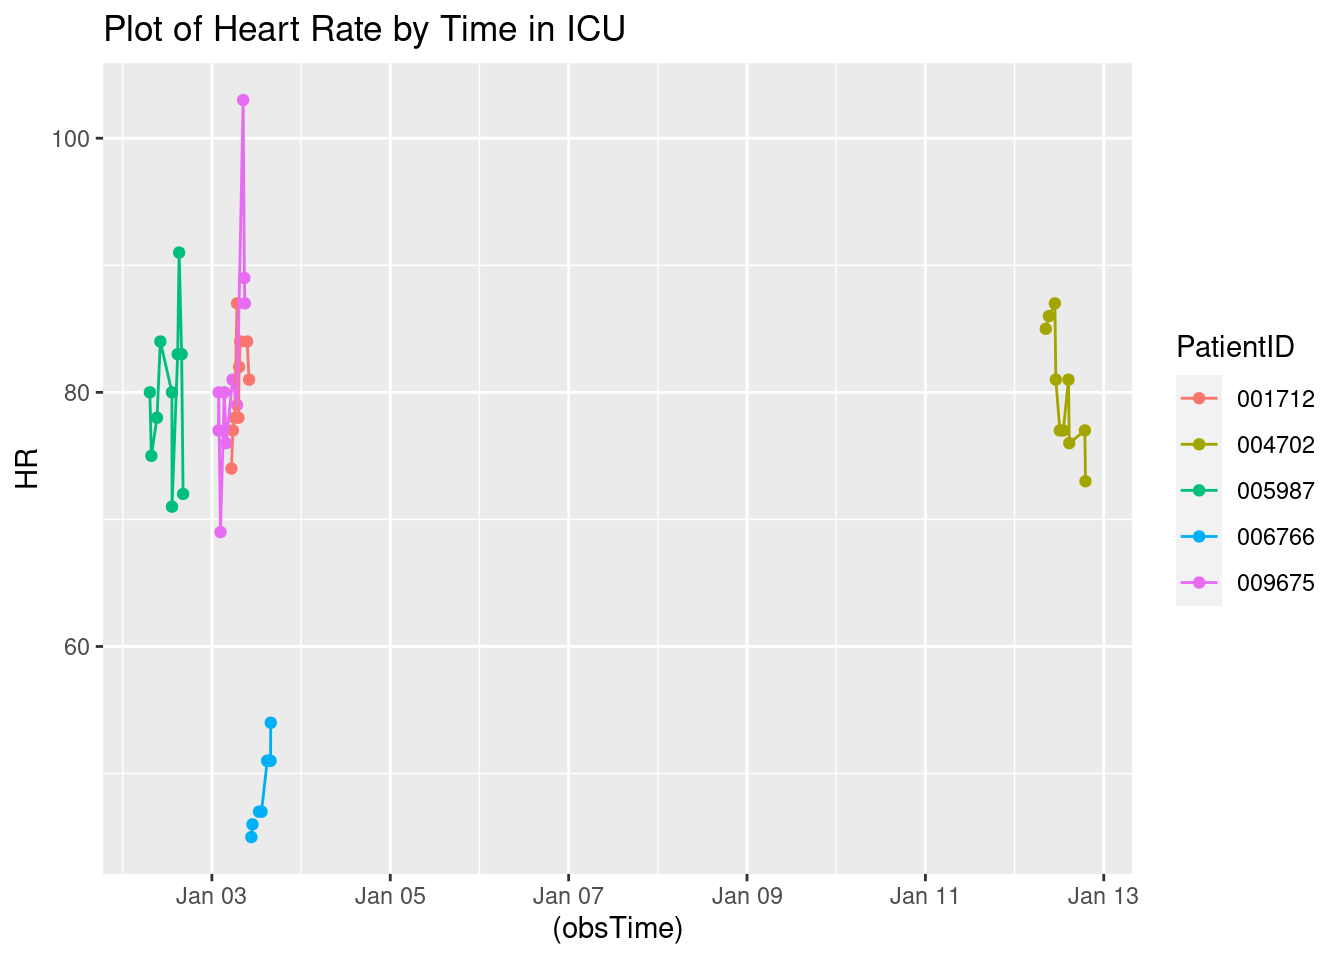 Plot of Heart Rate by Time in ICU
100
80
60
HR
Jan 03
Jan 05
Jan 07
Jan 09
Jan 11
Jan 13
(obsTime)
PatientID
001712
004702
005987
006766
009675